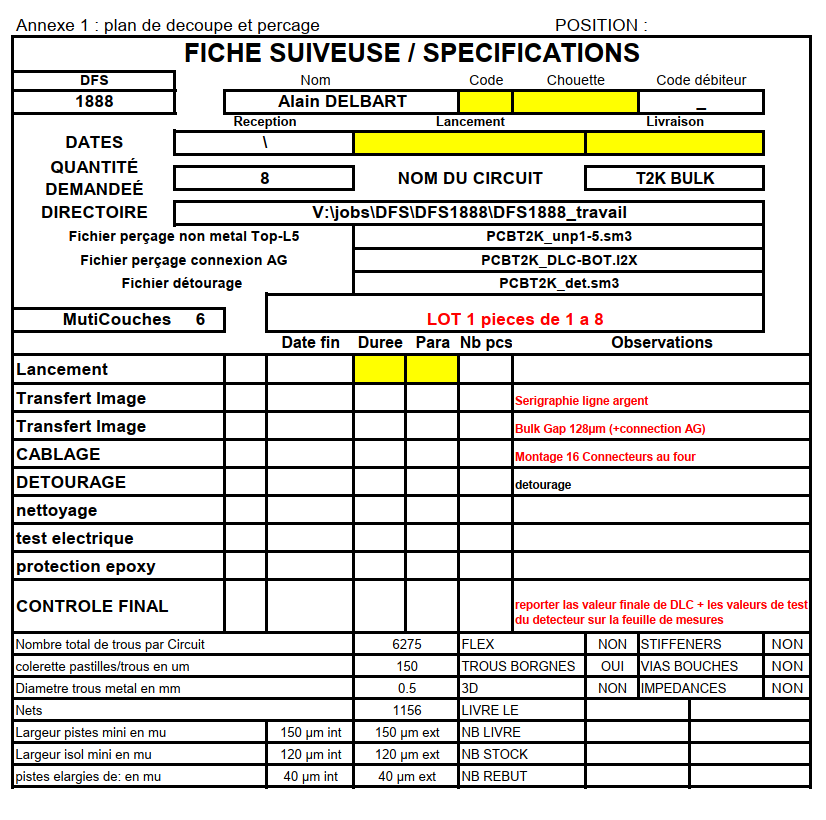 Annexe 1 : plan de decoupe et percage POSITION :
FICHE SUIVEUSE / SPECIFICATIONS
DFS Nom Code Chouette Code débiteur
1888 Alain DELBART _
Reception Lancement Livraison
DATES \
QUANTITÉ DEMANDEÉ 8 NOM DU CIRCUIT T2K BULK
DIRECTOIRE V:\jobs\DFS\DFS1888\DFS1888_travail
Fichier perçage non metal Top-L5 PCBT2K_unp1-5.sm3
Fichier perçage connexion AG PCBT2K_DLC-BOT.I2X
Fichier détourage PCBT2K_det.sm3
MutiCouches 6 LOT 1 pieces de 1 a 8
Date fin Duree Para Nb pcs Observations
Lancement
Transfert Image Serigraphie ligne argent
Transfert Image Bulk Gap 128µm (+connection AG)
CABLAGE Montage 16 Connecteurs au four
DETOURAGE detourage
nettoyage
test electrique
protection epoxy
CONTROLE FINAL reporter las valeur finale de DLC + les valeurs de test
du detecteur sur la feuille de mesures
Nombre total de trous par Circuit 6275 FLEX NON STIFFENERS NON
colerette pastilles/trous en um 150 TROUS BORGNES OUI VIAS BOUCHES NON
Diametre trous metal en mm 0.5 3D NON IMPEDANCES NON
Nets 1156 LIVRE LE
Largeur pistes mini en mu 150 µm int 150 µm ext NB LIVRE
Largeur isol mini en mu 120 µm int 120 µm ext NB STOCK
pistes elargies de: en mu 40 µm int 40 µm ext NB REBUT